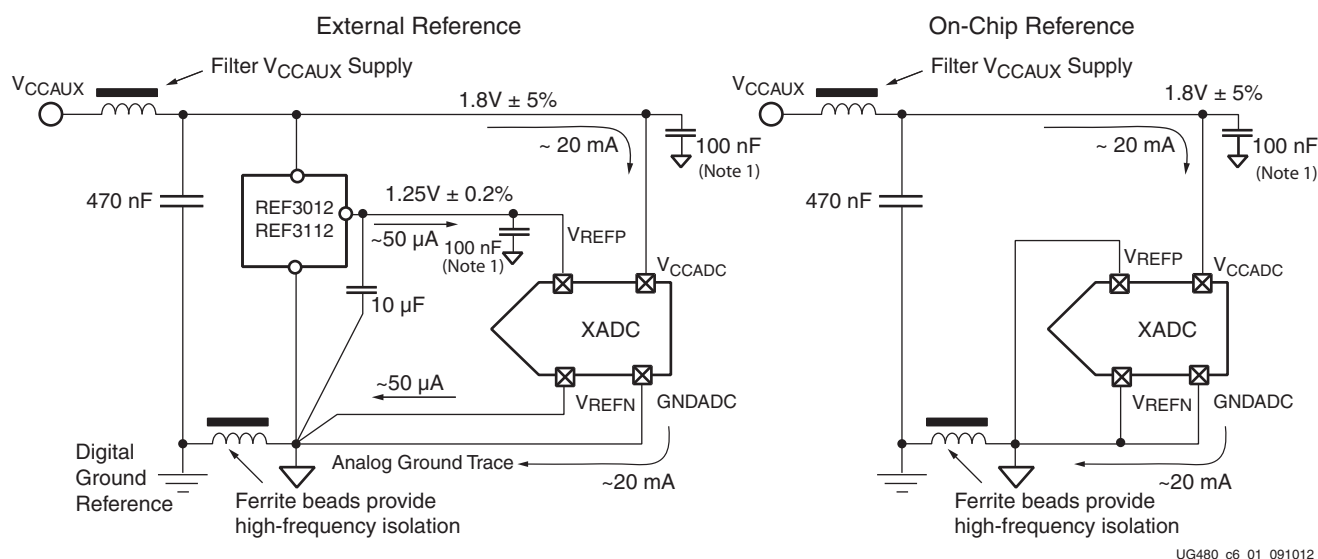 External Reference
Filter VCCAUX Supply
VCCAUX
1.8V ± 5%
~ 20 mA
100 nF
(Note 1)
470 nF
REF3012
REF3112
1.25V ± 0.2%
~50 µA
100 nF
(Note 1)
VREFP
VCCADC
10 µF
XADC
~50 µA
VREFN
GNDADC
Digital
Ground
Reference
Analog Ground Trace
~20 mA
Ferrite beads provide
high-frequency isolation
On-Chip Reference
Filter VCCAUX Supply
VCCAUX
1.8V ± 5%
~ 20 mA
100 nF
(Note 1)
470 nF
VREFP
VCCADC
XADC
VREFN
GNDADC
~20 mA
Ferrite beads provide
high-frequency isolation
UG480_c6_01_091012